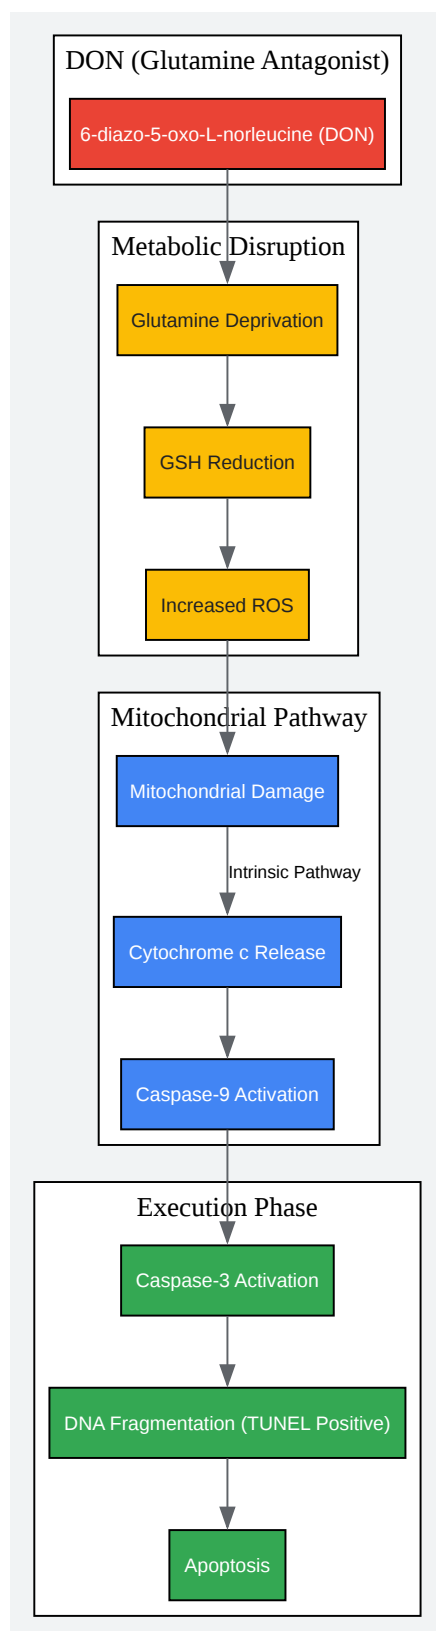 DON (Glutamine Antagonist)
6-diazo-5-oxo-L-norleucine (DON)
Metabolic Disruption
Glutamine Deprivation
GSH Reduction
Increased ROS
Mitochondrial Pathway
Mitochondrial Damage
Intrinsic Pathway
Cytochrome c Release
Caspase-9 Activation
Execution Phase
Caspase-3 Activation
DNA Fragmentation (TUNEL Positive)
Apoptosis